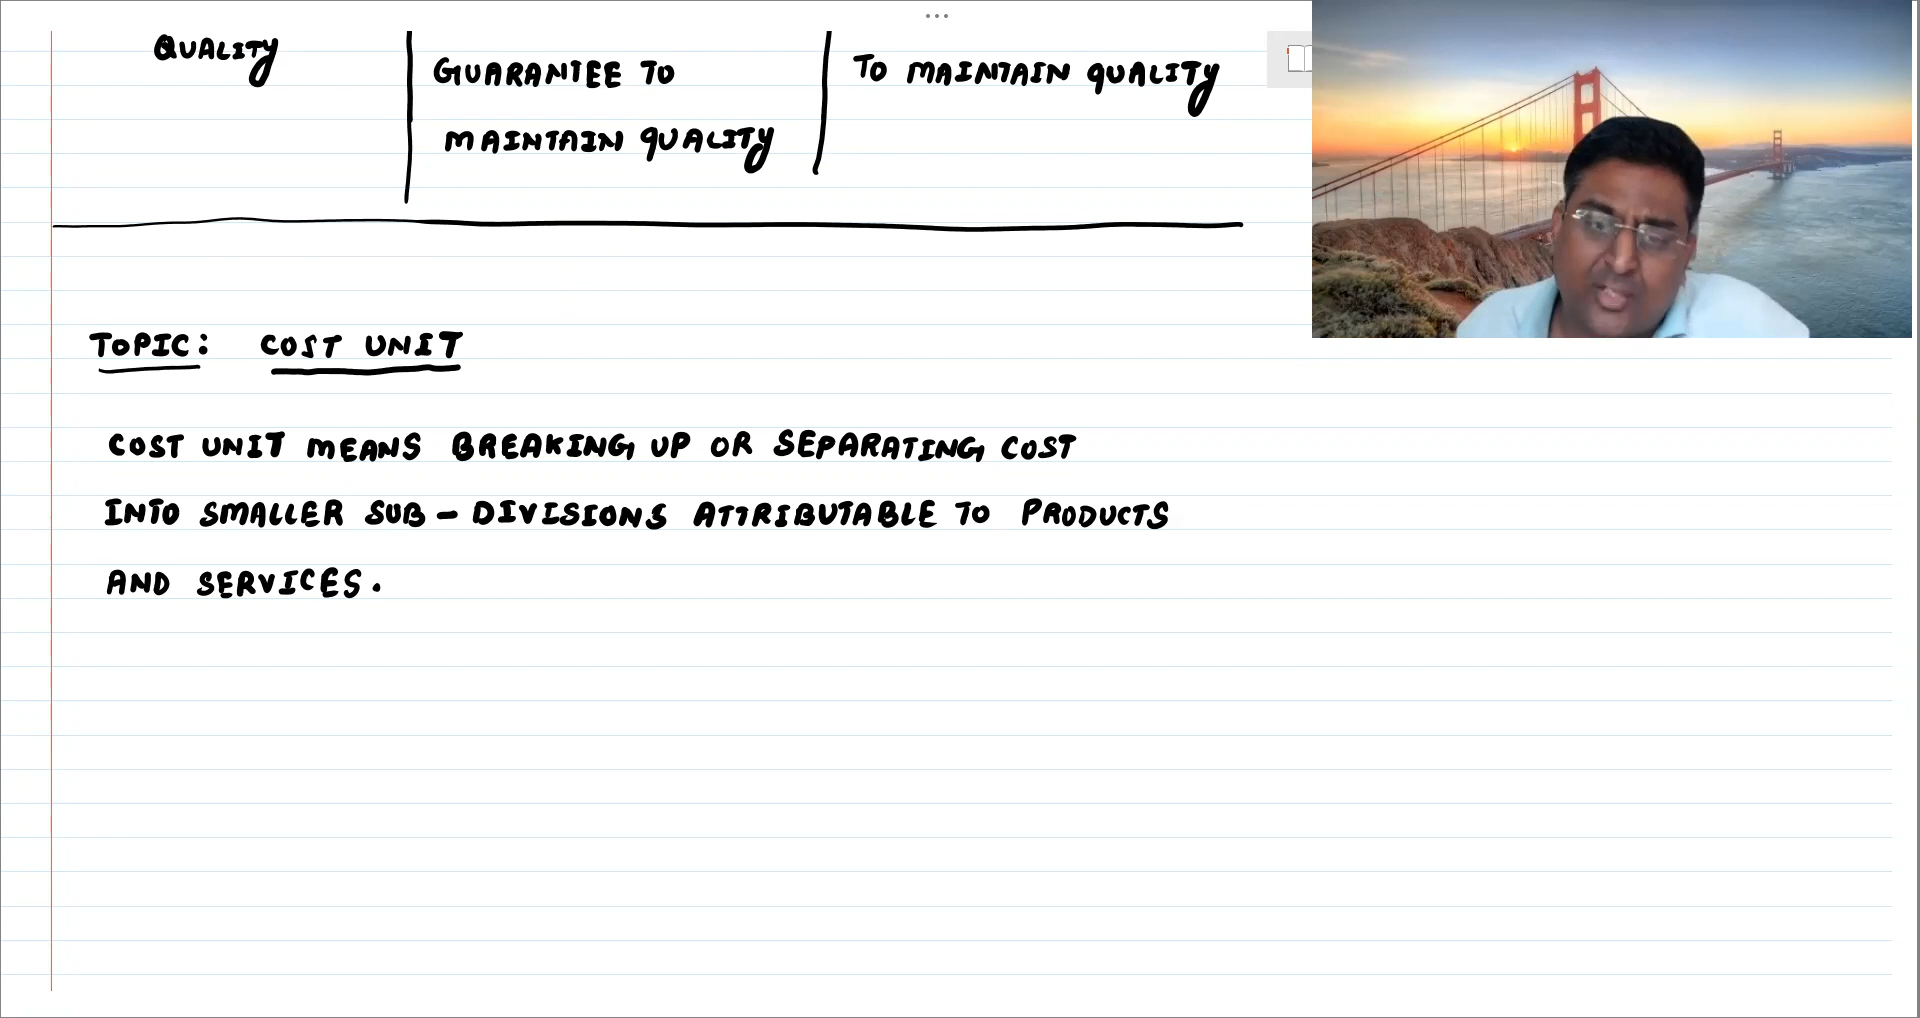 QUALITY
GUARANTEE TO
MAINTAIN QUALITY
TO MAINTAIN QUALITY
TOPIC: COST UNIT
COST UNIT MEANS BREAKING UP OR SEPARATING COST
INTO SMALLER SUB-DIVISIONS ATTRIBUTABLE TO PRODUCTS
AND SERVICES.